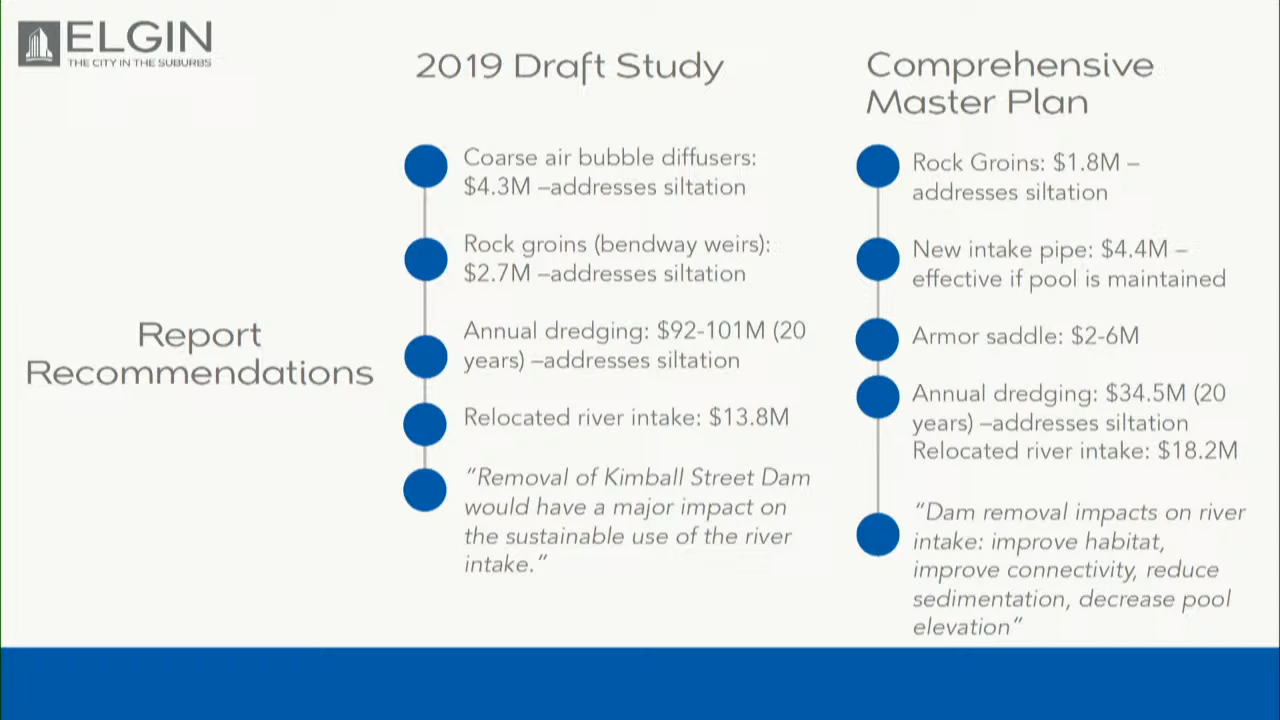 ELGIN
THE CITY IN THE SUBURBS
Report
Recommendations
2019 Draft Study
Coarse air bubble diffusers:
$4.3M –addresses siltation
Rock groins (bendway weirs):
$2.7M –addresses siltation
Annual dredging: $92-101M (20
years) –addresses siltation
Relocated river intake: $13.8M
“Removal of Kimball Street Dam
would have a major impact on
the sustainable use of the river
intake.”
Comprehensive
Master Plan
Rock Groins: $1.8M –
addresses siltation
New intake pipe: $4.4M –
effective if pool is maintained
Armor saddle: $2-6M
Annual dredging: $34.5M (20
years) –addresses siltation
Relocated river intake: $18.2M
“Dam removal impacts on river
intake: improve habitat,
improve connectivity, reduce
sedimentation, decrease pool
elevation”